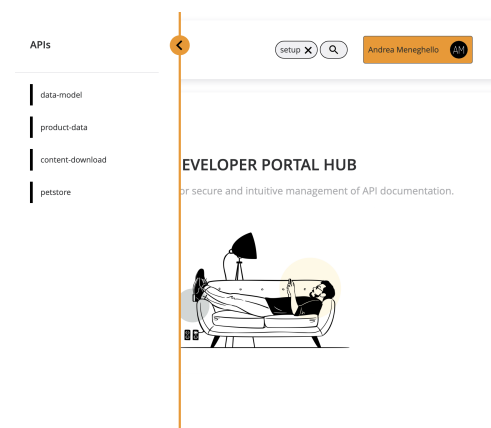 APIs
setup
Andrea Meneghello
AM
data-model
product-data
content-download
petstore
EVELOPER PORTAL HUB
or secure and intuitive management of API documentation.